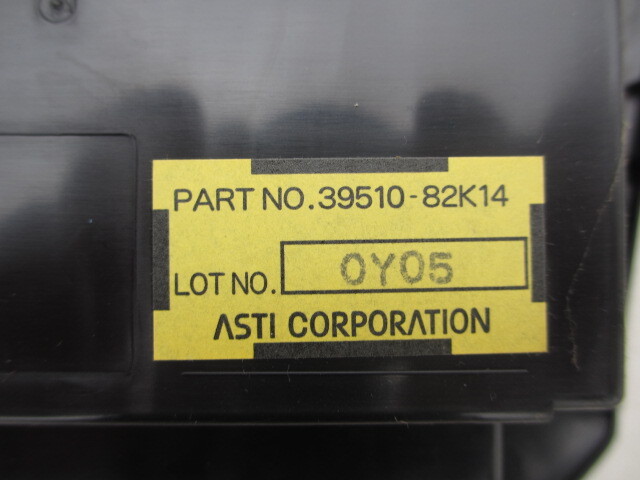 PART NO.39510-82K14
LOT NO. 0Y05
ASTI CORPORATION